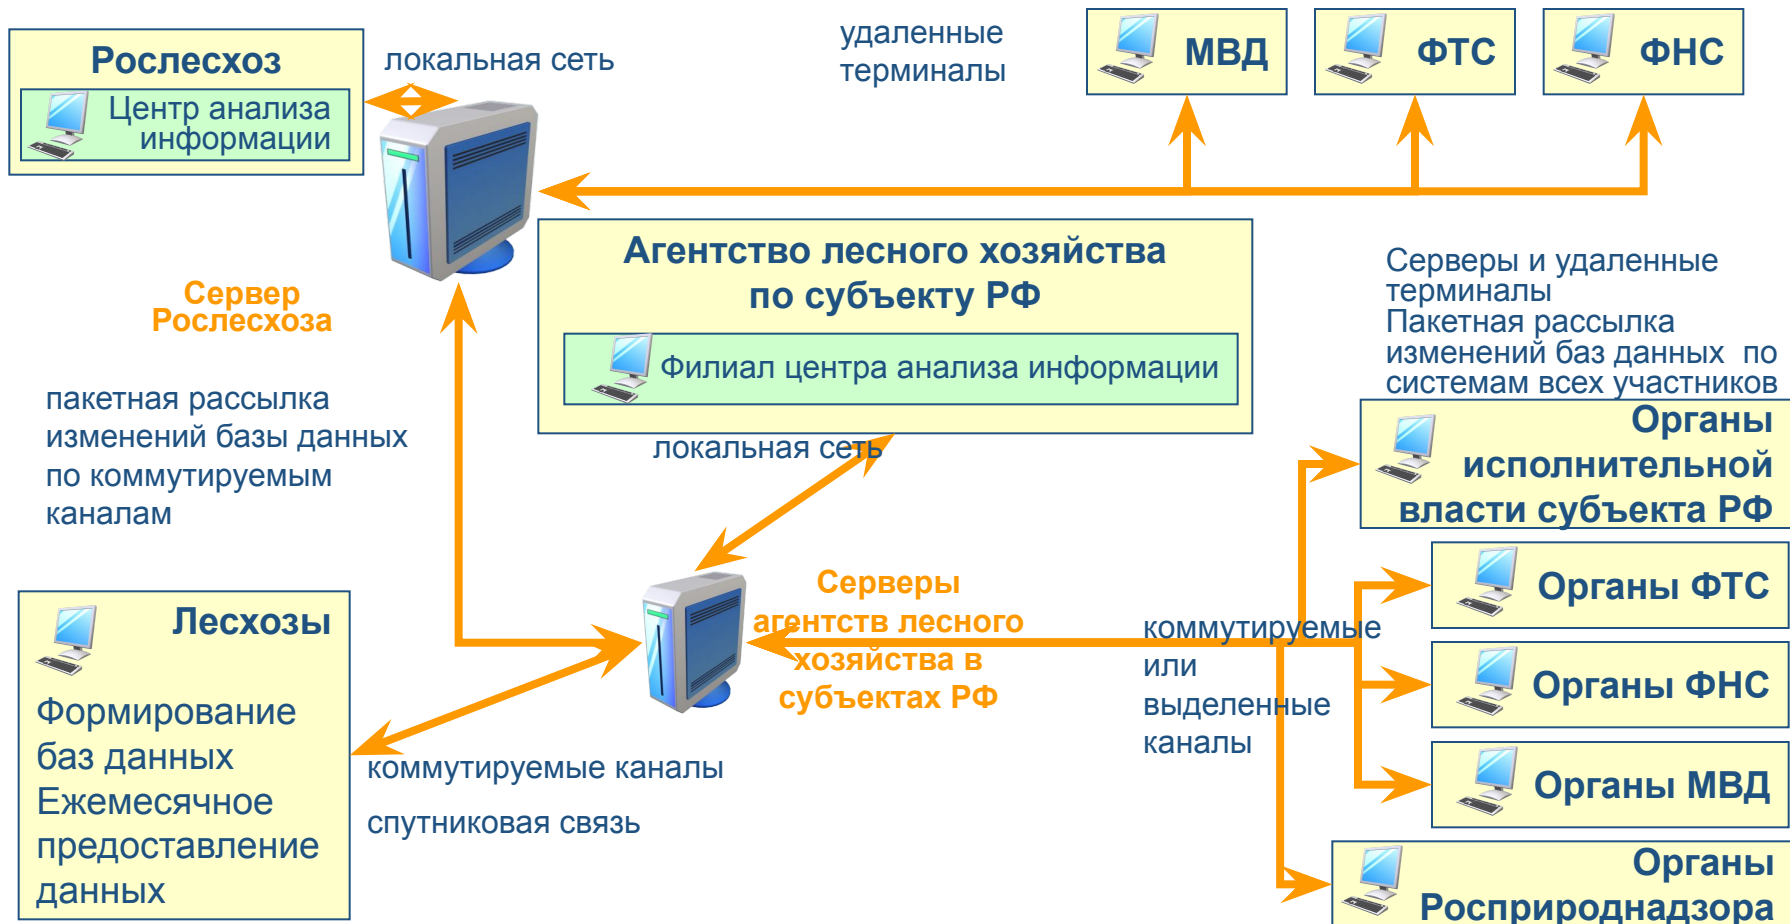 Рослесхоз
Центр анализа
информации
локальная сеть
удаленные
терминалы
МВД
ФТС
ФНС
Сервер
Рослесхоза
Агентство лесного хозяйства
по субъекту РФ
Филиал центра анализа информации
локальная сеть
Серверы и удаленные
терминалы
Пакетная рассылка
изменений баз данных по
системам всех участников
пакетная рассылка
изменений базы данных
по коммутируемым
каналам
Органы
исполнительной
власти субъекта РФ
Серверы
агентств лесного
хозяйства в
субъектах РФ
коммутируемые
или
выделенные
каналы
Органы ФТС
Органы ФНС
Органы МВД
Органы
Росприроднадзора
Лесхозы
Формирование
баз данных
Ежемесячное
предоставление
данных
коммутируемые каналы
спутниковая связь